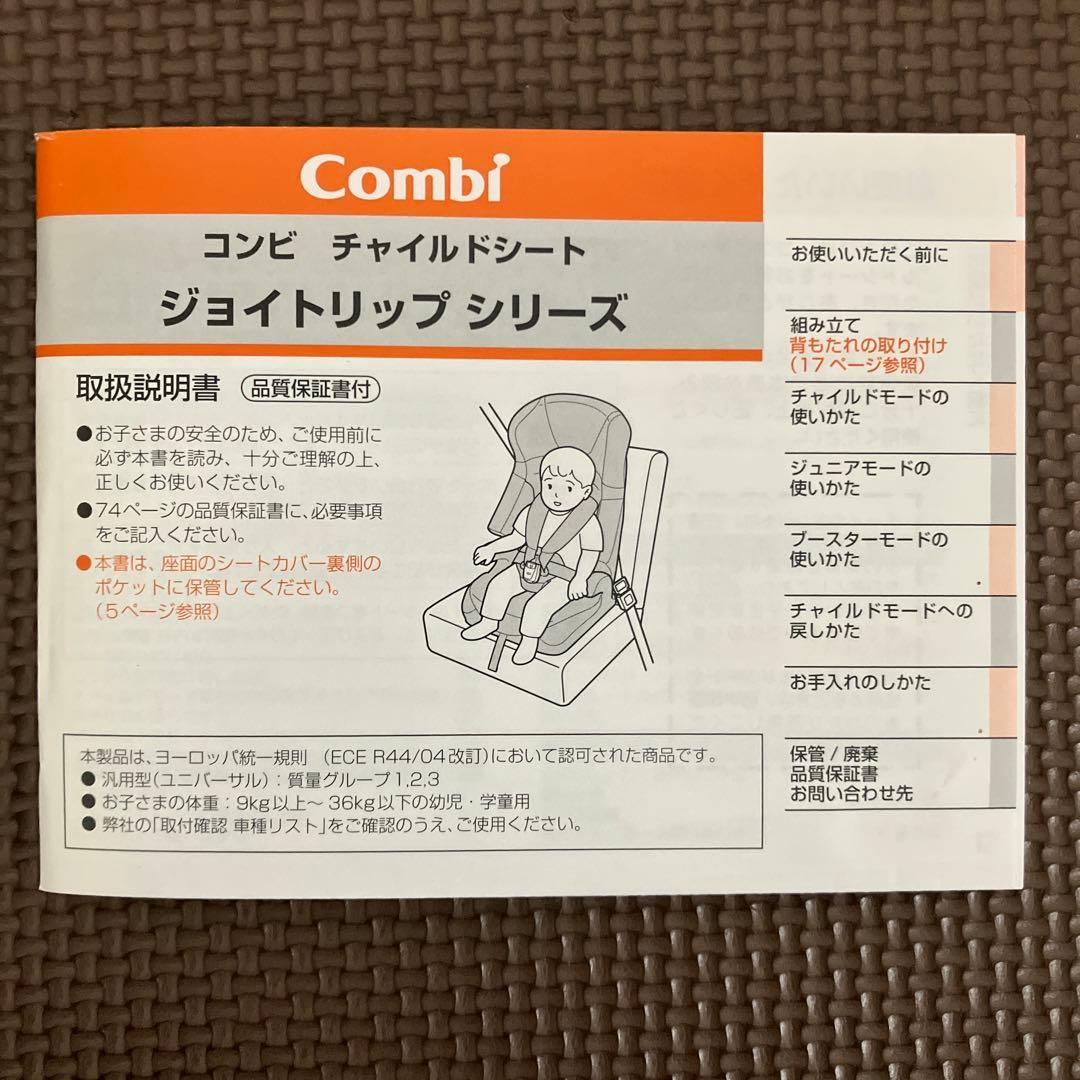 Combi
コンビ チャイルドシート
ジョイトリップ シリーズ
取扱説明書 品質保証書付
●お子さまの安全のため、ご使用前に
必ず本書を読み、十分ご理解の上、
正しくお使いください。
●74ページの品質保証書に、必要事項
をご記入ください。
●本書は、座面のシートカバー裏側の
ポケットに保管してください。
(5ページ参照)
本製品は、ヨーロッパ統一規則 (ECE R44/04改訂)において認可された商品です。
● 汎用型(ユニバーサル):質量グループ1,2,3
● お子さまの体重:9kg以上~36kg以下の幼児・学童用
● 弊社の「取付確認 車種リスト」をご確認のうえ、ご使用ください。
お使いいただく前に
組み立て
背もたれの取り付け
(17ページ参照)
チャイルドモードの
使いかた
ジュニアモードの
使いかた
ブースターモードの
使いかた
チャイルドモードへの
戻しかた
お手入れのしかた
保管/廃棄
品質保証書
お問い合わせ先